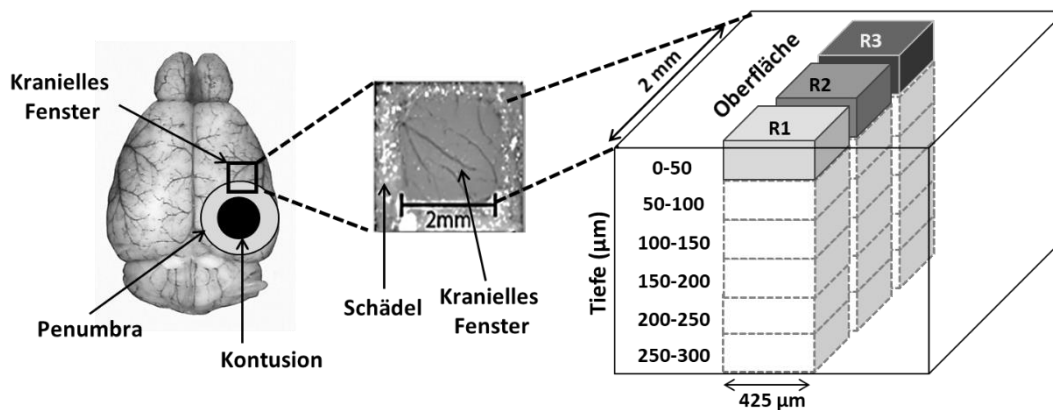 Kranielles
Fenster
Penumbra
Kontusion
2mm
Schädel
Kranielles
Fenster
2 mm
Oberfläche
R1
R2
R3
Tiefe (µm)
0-50
50-100
100-150
150-200
200-250
250-300
425 µm